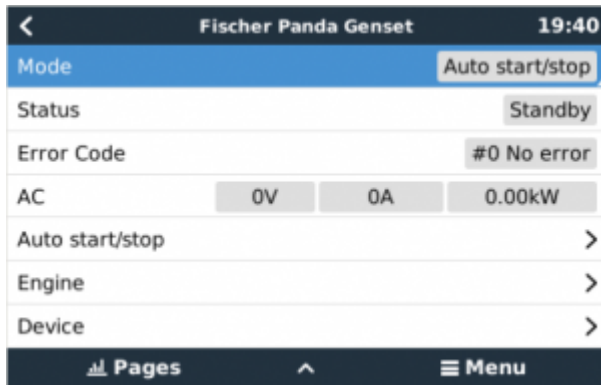 Fischer Panda Genset 19:40
Mode Auto start/stop
Status Standby
Error Code #0 No error
AC 0V 0A 0.00kW
Auto start/stop
Engine
Device
Pages Menu